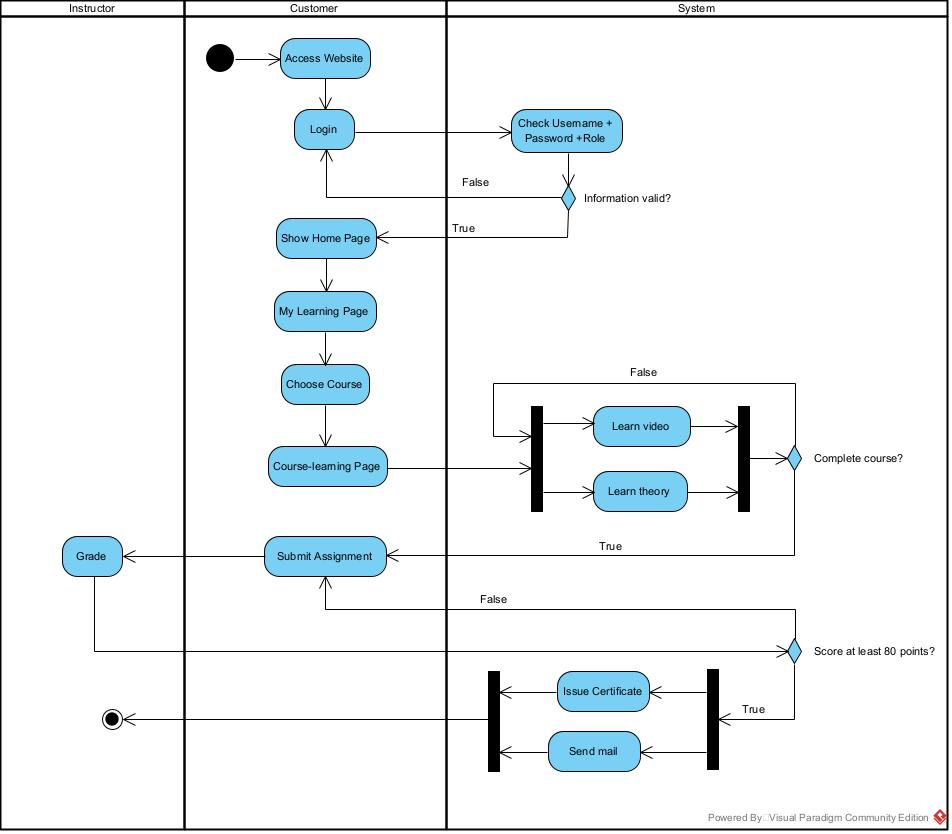 Instructor
Customer
System
Access Website
Login
Check Username +
Password +Role
False
Information valid?
True
Show Home Page
My Learning Page
Choose Course
False
Learn video
Course-learning Page
Complete course?
Learn theory
True
Grade
Submit Assignment
False
Score at least 80 points?
Issue Certificate
True
Send mail
Powered By Visual Paradigm Community Edition